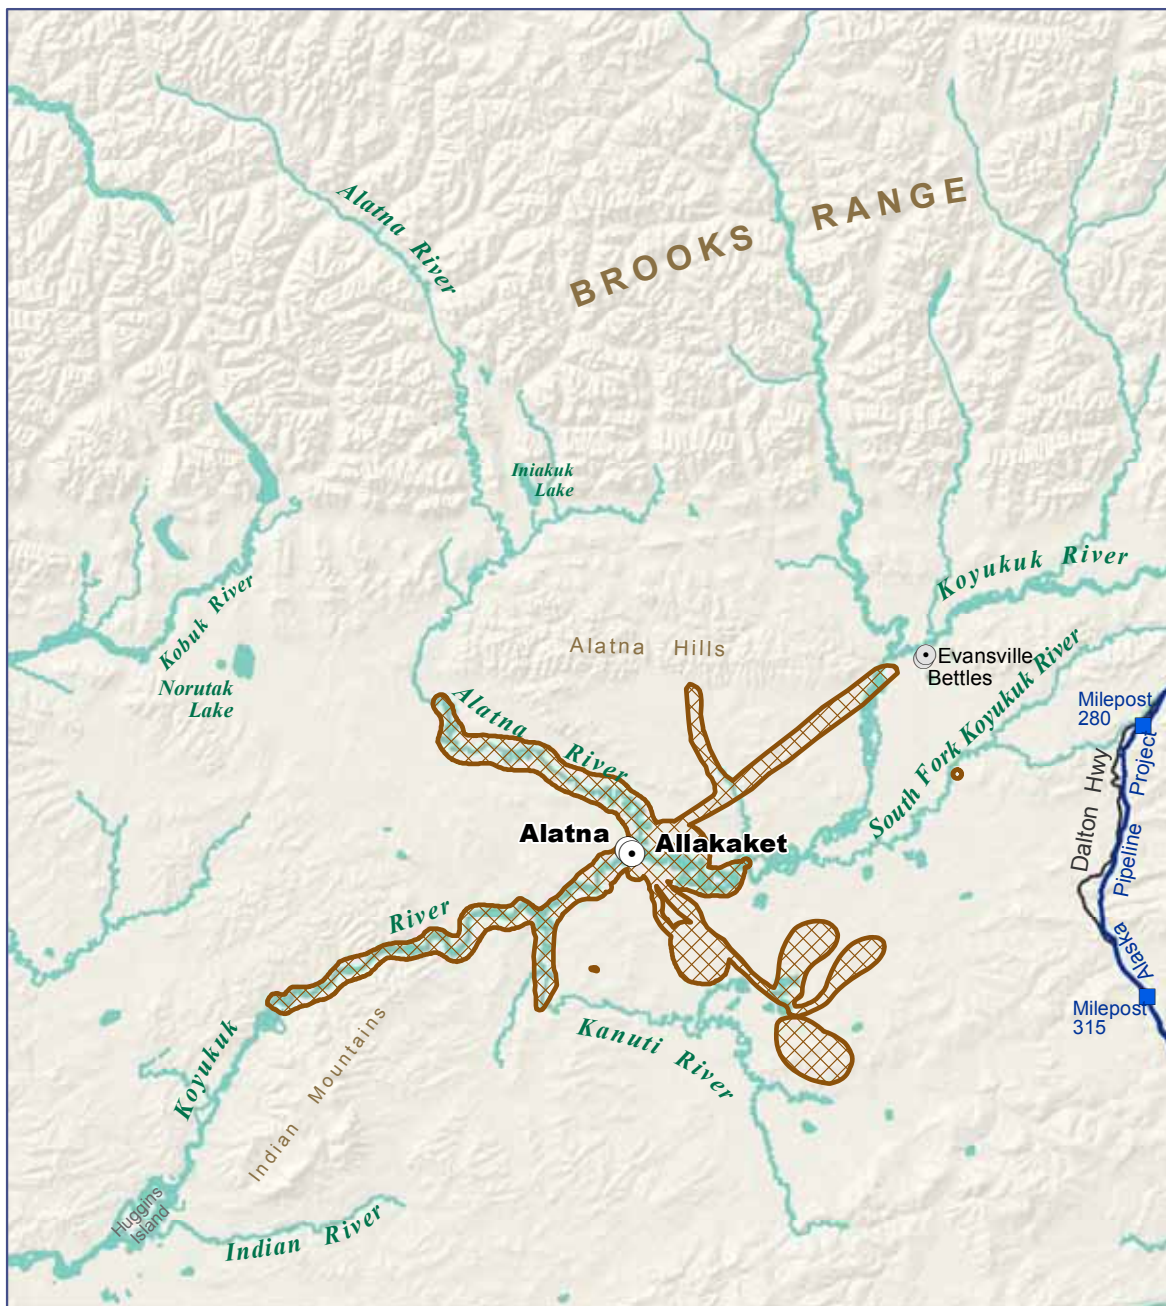 BROOKS RANGE
Alatna River
Iniakuk
Lake
Koyukuk River
Kobuk River
Alatna Hills
Evansville
Bettles
South Fork Koyukuk River
Norutak
Lake
Alatna River
Milepost
280
Dalton Hwy
Alaska Pipeline Project
Alatna
Allakaket
Koyukuk River
Milepost
315
Kanuti River
Indian Mountains
Huggins
Island
Indian River